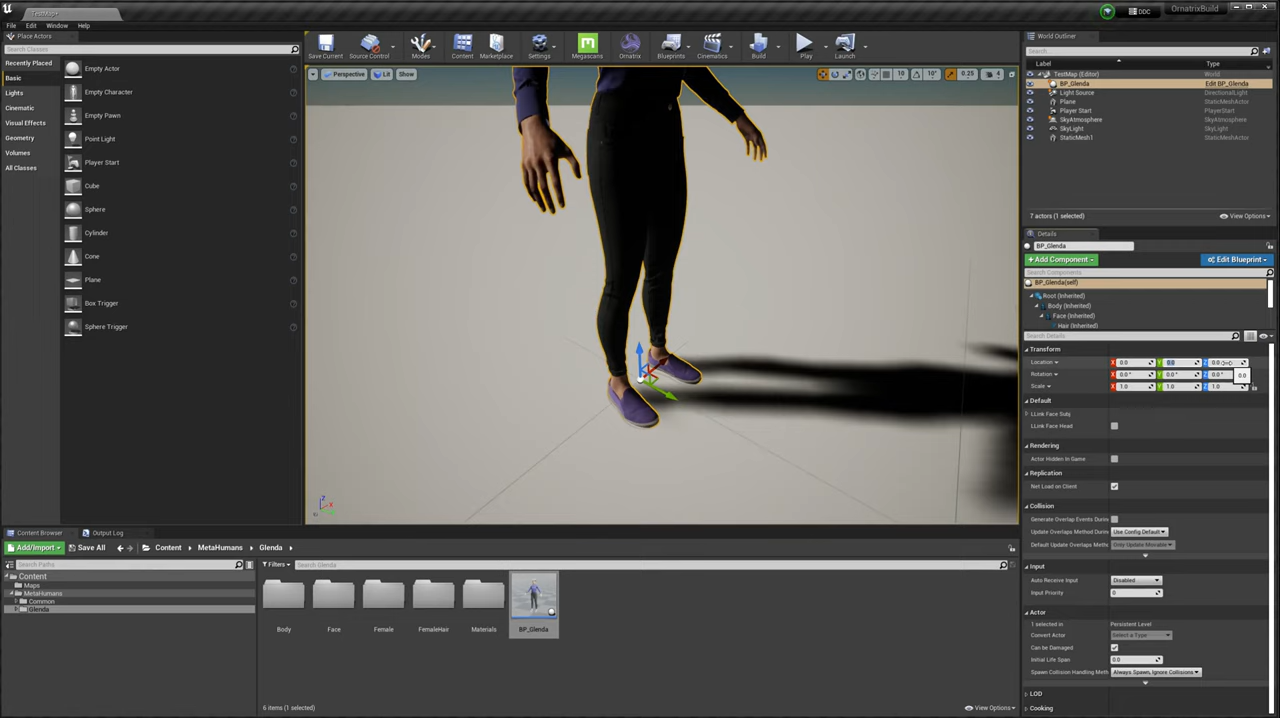 TestMap*
DDC
OrnatrixBuild
File Edit Window Help
Place Actors
Search Classes
Recently Placed
Basic
Lights
Cinematic
Visual Effects
Geometry
Volumes
All Classes
Empty Actor
Empty Character
Empty Pawn
Point Light
Player Start
Cube
Sphere
Cylinder
Cone
Plane
Box Trigger
Sphere Trigger
Save Current
Source Control
Modes
Content
Marketplace
Settings
Megascans
Ornatrix
Blueprints
Cinematics
Build
Play
Launch
Perspective Lit Show
10 10° 0.25 4
World Outliner
Search...
Label Type
TestMap (Editor) World
BP_Glenda Edit BP_Glenda
Light Source DirectionalLight
Plane StaticMeshActor
Player Start PlayerStart
SkyAtmosphere SkyAtmosphere
SkyLight SkyLight
StaticMesh1 StaticMeshActor
7 actors (1 selected) View Options
Details
BP_Glenda
+ Add Component Edit Blueprint
Search Components
BP_Glenda(self)
Root (Inherited)
Body (Inherited)
Face (Inherited)
Hair (Inherited)
Search Details
Transform
Location X 0.0 Y 0.0 Z 0.0
0.0
Rotation X 0.0° Y 0.0° Z 0.0°
Scale X 1.0 Y 1.0 Z 1.0
Default
LLink Face Subj
LLink Face Head
Rendering
Actor Hidden In Game
Replication
Net Load on Client
Collision
Generate Overlap Events Durin
Update Overlaps Method Durin Use Config Default
Default Update Overlaps Meth Only Update Movable
Input
Auto Receive Input Disabled
Input Priority 0
Actor
1 selected in Persistent Level
Convert Actor Select a Type
Can be Damaged
Initial Life Span 0.0
Spawn Collision Handling Meth Always Spawn, Ignore Collisions
LOD
Cooking
Z
X
Content Browser Output Log
Add/Import Save All Content MetaHumans Glenda
Search Paths
Filters Search Glenda
Content
Maps
MetaHumans
Common
Glenda
Body
Face
Female
FemaleHair
Materials
BP_Glenda
6 items (1 selected) View Options